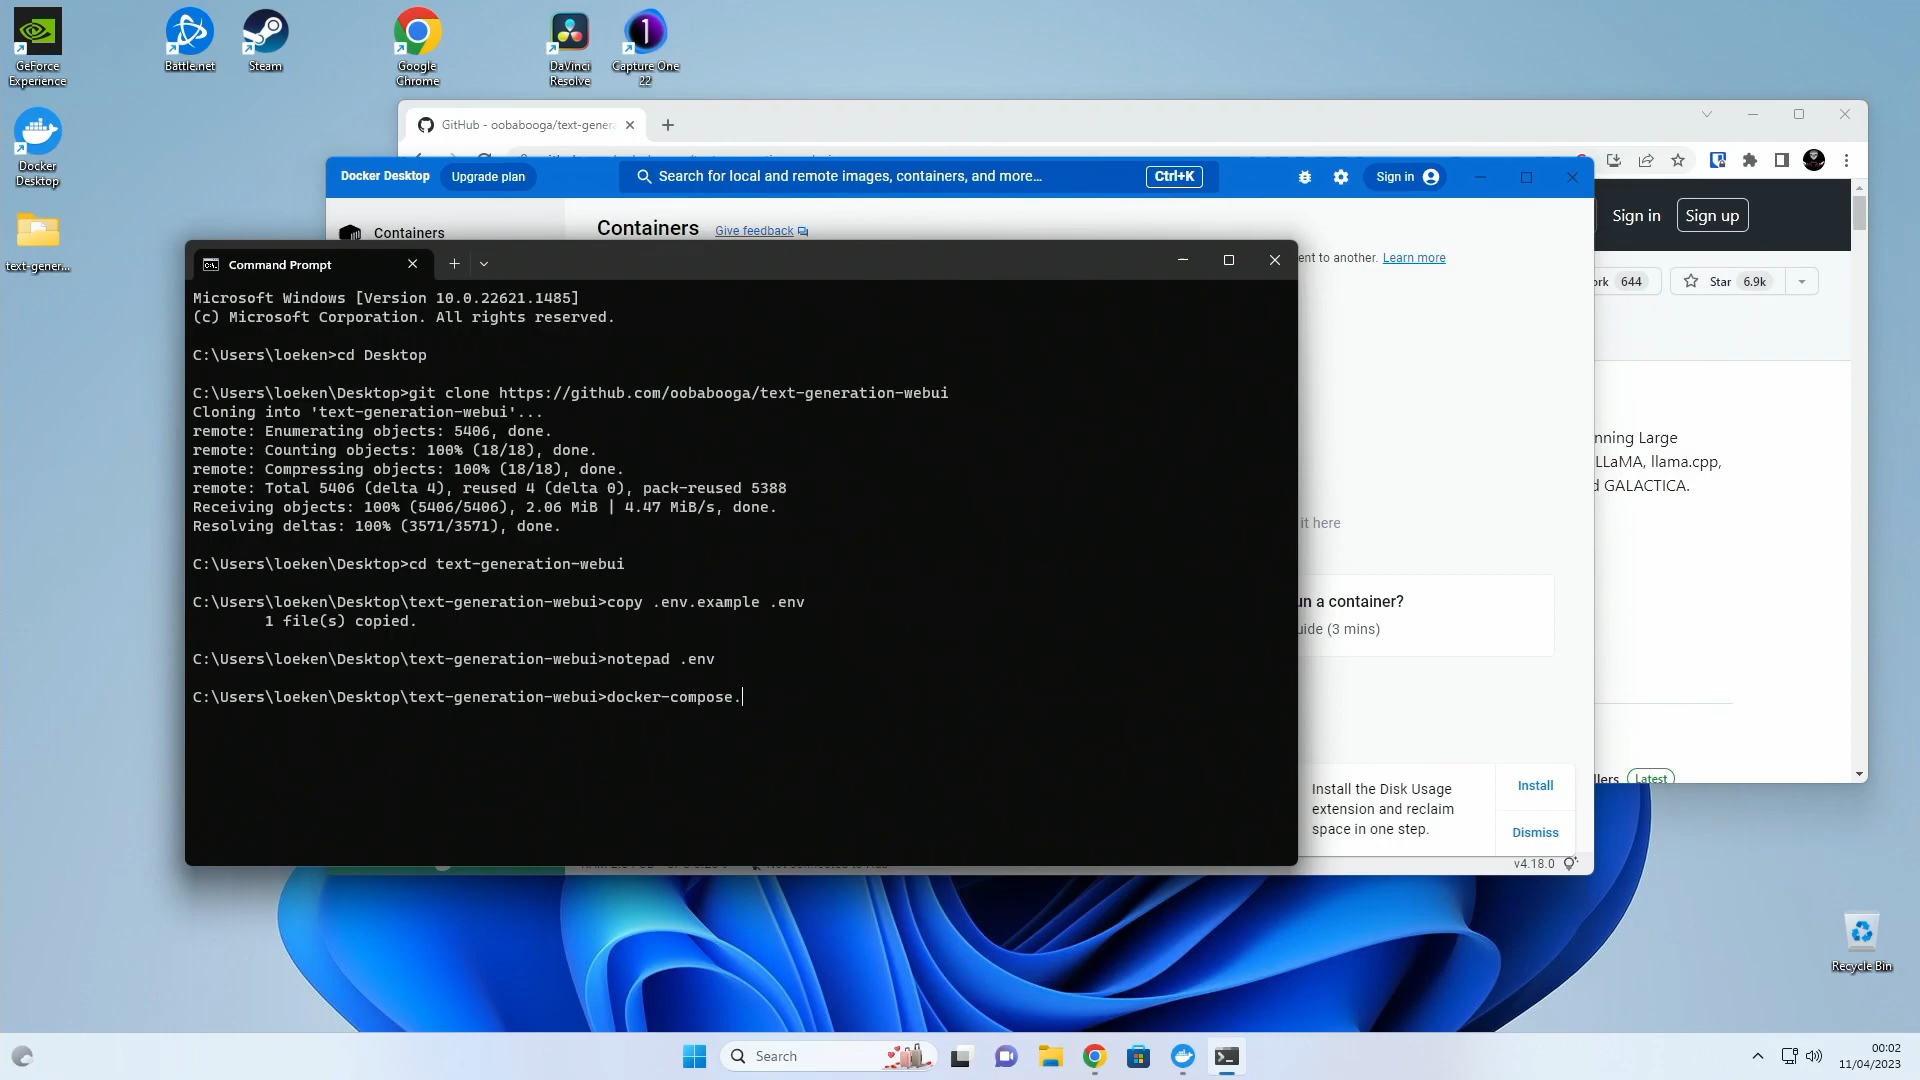 GeForce
Experience
Battle.net
Steam
Google
Chrome
DaVinci
Resolve
Capture One
22
Docker
Desktop
text-gener...
GitHub - oobabooga/text-genera
Docker Desktop
Upgrade plan
Search for local and remote images, containers, and more...
Ctrl+K
Sign in
Sign in
Sign up
Containers
Containers
Give feedback
ent to another. Learn more
rk 644
Star 6.9k
Command Prompt
Microsoft Windows [Version 10.0.22621.1485]
(c) Microsoft Corporation. All rights reserved.
C:\Users\loeken>cd Desktop
C:\Users\loeken\Desktop>git clone https://github.com/oobabooga/text-generation-webui
Cloning into 'text-generation-webui'...
remote: Enumerating objects: 5406, done.
remote: Counting objects: 100% (18/18), done.
remote: Compressing objects: 100% (18/18), done.
remote: Total 5406 (delta 4), reused 4 (delta 0), pack-reused 5388
Receiving objects: 100% (5406/5406), 2.06 MiB | 4.47 MiB/s, done.
Resolving deltas: 100% (3571/3571), done.
C:\Users\loeken\Desktop>cd text-generation-webui
C:\Users\loeken\Desktop\text-generation-webui>copy .env.example .env
1 file(s) copied.
C:\Users\loeken\Desktop\text-generation-webui>notepad .env
C:\Users\loeken\Desktop\text-generation-webui>docker-compose.
nning Large
LLaMA, llama.cpp,
d GALACTICA.
it here
un a container?
uide (3 mins)
Install the Disk Usage
extension and reclaim
space in one step.
Install
Dismiss
llers
Latest
v4.18.0
Recycle Bin
Search
00:02
11/04/2023